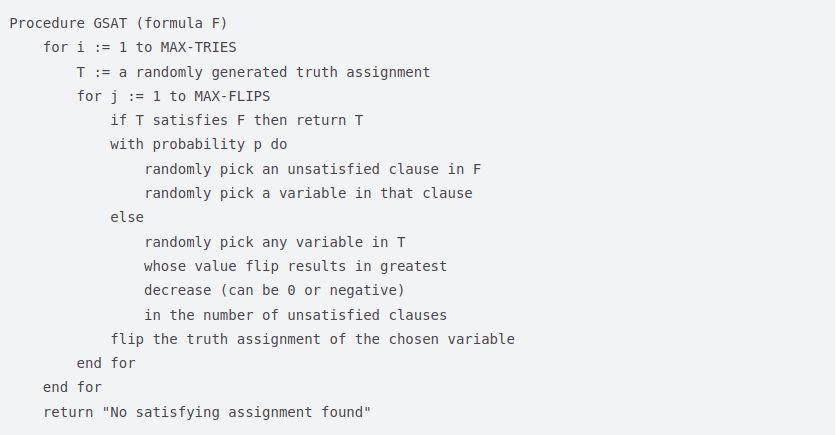 Procedure GSAT (formula F)
    for i := 1 to MAX-TRIES
        T := a randomly generated truth assignment
        for j := 1 to MAX-FLIPS
            if T satisfies F then return T
            with probability p do
                randomly pick an unsatisfied clause in F
                randomly pick a variable in that clause
            else
                randomly pick any variable in T
                whose value flip results in greatest
                decrease (can be 0 or negative)
                in the number of unsatisfied clauses
            flip the truth assignment of the chosen variable
        end for
    end for
    return "No satisfying assignment found"